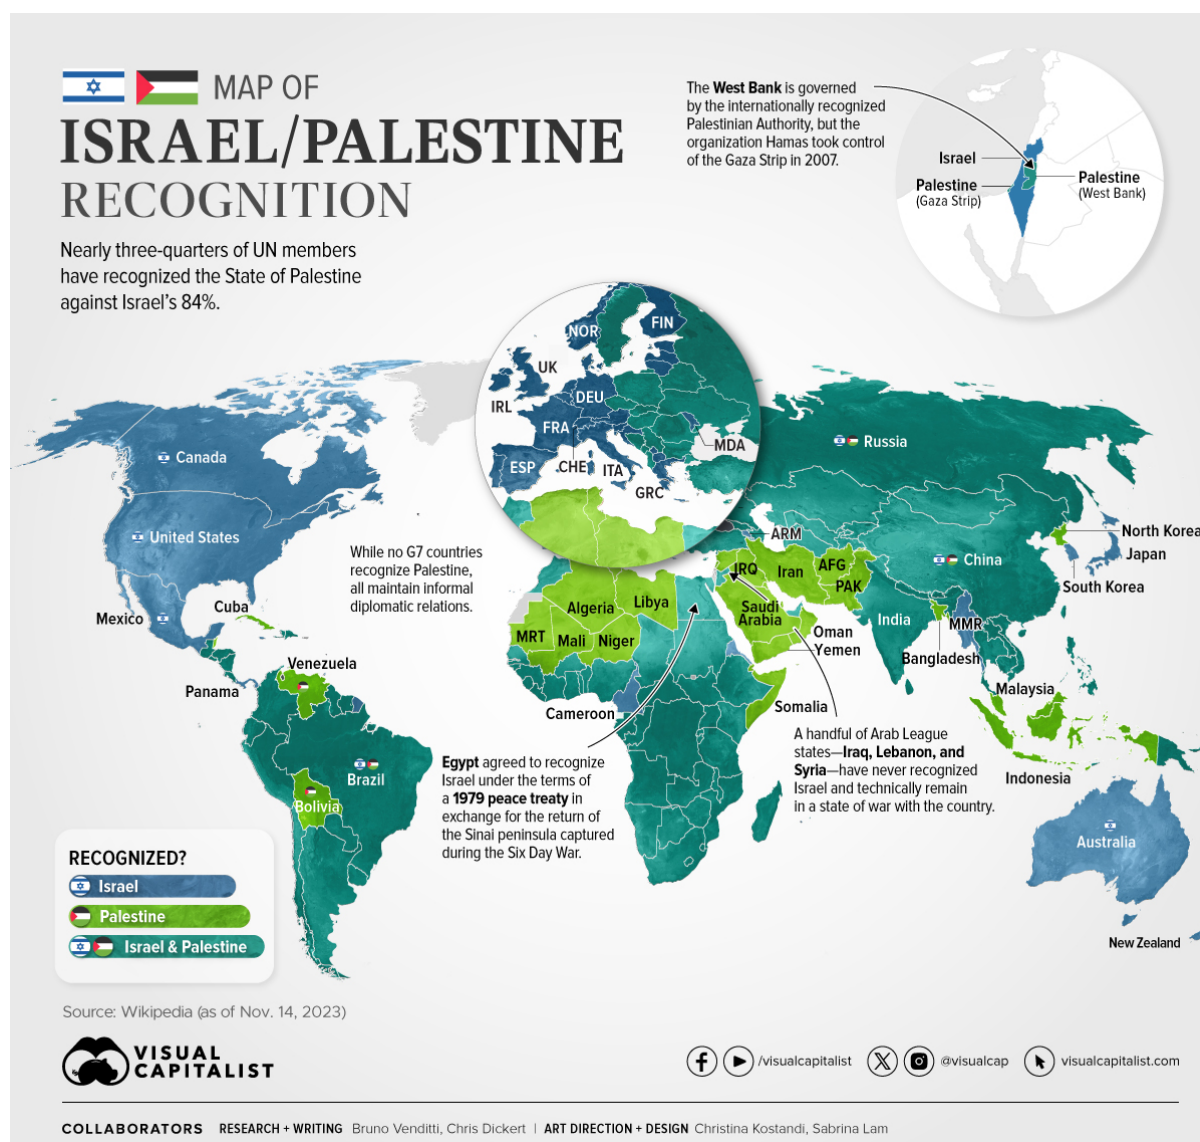 MAP OF
ISRAEL/PALESTINE
RECOGNITION
Nearly three-quarters of UN members
have recognized the State of Palestine
against Israel's 84%.
The West Bank is governed
by the internationally recognized
Palestinian Authority, but the
organization Hamas took control
of the Gaza Strip in 2007.
Israel
Palestine
(Gaza Strip)
Palestine
(West Bank)
NOR
FIN
UK
IRL
DEU
FRA
ESP
CHE
ITA
GRC
MDA
Canada
United States
Mexico
Cuba
Venezuela
Panama
Brazil
Bolivia
While no G7 countries
recognize Palestine,
all maintain informal
diplomatic relations.
Russia
ARM
China
North Korea
Japan
South Korea
IRQ
Iran
AFG
PAK
Algeria
Libya
Saudi
Arabia
MRT
Mali
Niger
Oman
Yemen
India
MMR
Bangladesh
Malaysia
Cameroon
Somalia
Indonesia
Australia
New Zealand
Egypt agreed to recognize
Israel under the terms of
a 1979 peace treaty in
exchange for the return of
the Sinai peninsula captured
during the Six Day War.
A handful of Arab League
states—Iraq, Lebanon, and
Syria—have never recognized
Israel and technically remain
in a state of war with the country.
RECOGNIZED?
Israel
Palestine
Israel & Palestine
Source: Wikipedia (as of Nov. 14, 2023)
VISUAL
CAPITALIST
/visualcapitalist
@visualcap
visualcapitalist.com
COLLABORATORS RESEARCH + WRITING Bruno Venditti, Chris Dickert | ART DIRECTION + DESIGN Christina Kostandi, Sabrina Lam